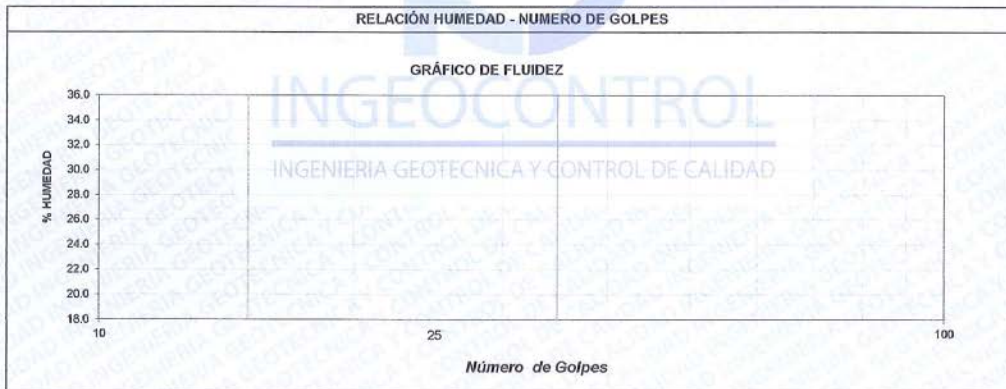 RELACIÓN HUMEDAD - NUMERO DE GOLPES
GRÁFICO DE FLUIDEZ
INGEOCONTROL
INGENIERIA GEOTECNICA Y CONTROL DE CALIDAD
% HUMEDAD
36.0
34.0
32.0
30.0
28.0
26.0
24.0
22.0
20.0
18.0
10
25
100
Número de Golpes